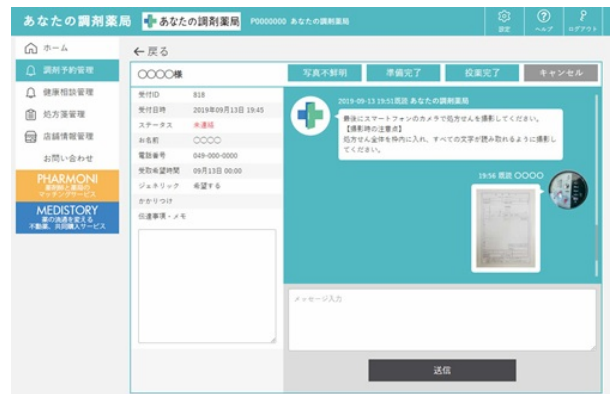 あなたの調剤薬局
あなたの調剤薬局
P0000000 あなたの調剤薬局
設定
ヘルプ
ログアウト
ホーム
調剤予約管理
健康相談管理
処方箋管理
店舗情報管理
お問い合わせ
PHARMONI
薬剤師と薬局の
マッチングサービス
MEDISTORY
薬の流通を変える
不動薬、共同購入サービス
←戻る
〇〇〇〇様
写真不鮮明
準備完了
投薬完了
キャンセル
受付ID 818
受付日時 2019年09月13日 19:45
ステータス 未連絡
お名前 〇〇〇〇
電話番号 049-000-0000
受取希望時間 09月13日 00:00
ジェネリック 希望する
かかりつけ
伝達事項・メモ
2019-09-13 19:51 既読 あなたの調剤薬局
最後にスマートフォンのカメラで処方せんを撮影してください。
【撮影時の注意点】
処方せん全体を枠内に入れ、すべての文字が読み取れるように撮影し
てください。
19:56 既読 〇〇〇〇
メッセージ入力
送信